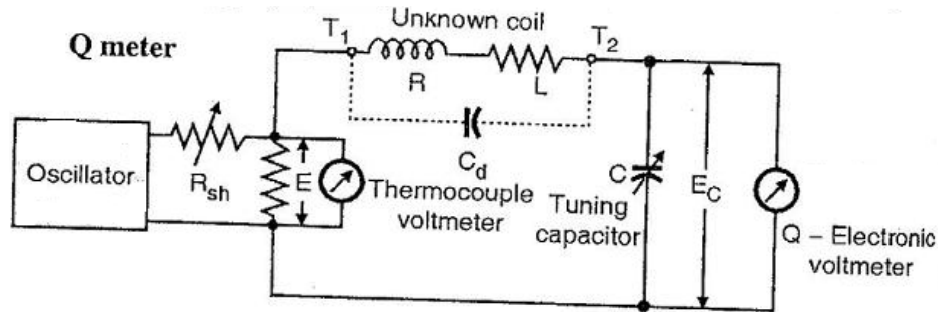 Q meter
Unknown coil
T1
T2
R
L
Cd
Oscillator
Rsh
E
Thermocouple
voltmeter
C
Tuning
capacitor
EC
Q – Electronic
voltmeter